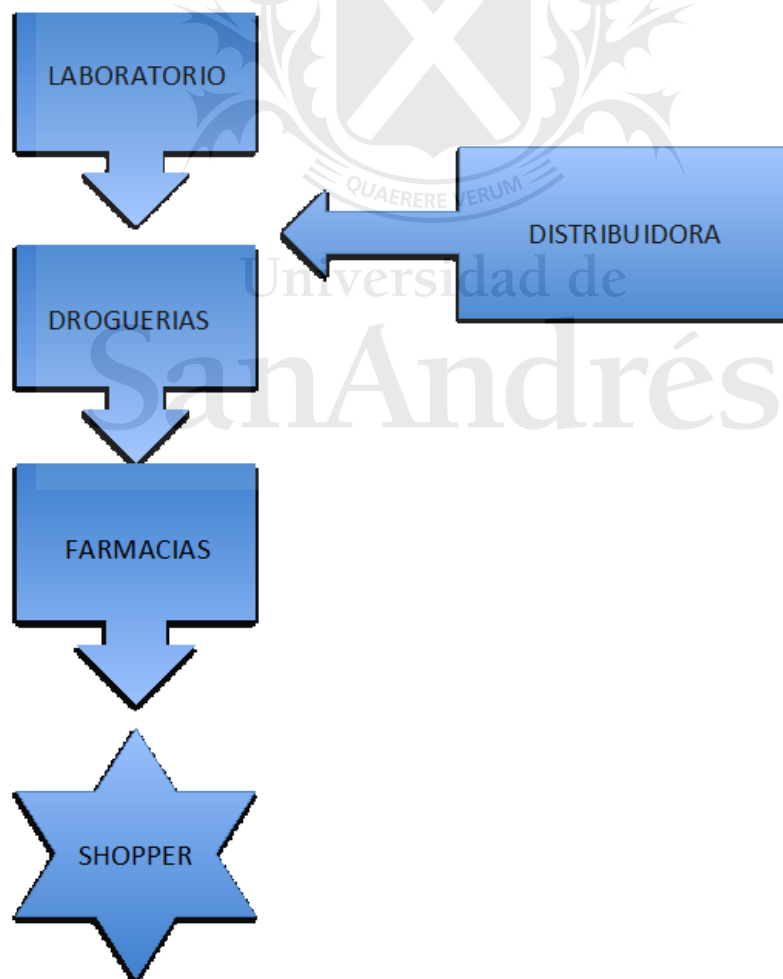 LABORATORIO
QUAERERE VERUM
DISTRIBUIDORA
Universidad de
DROGUERIAS
SanAndrés
FARMACIAS
SHOPPER